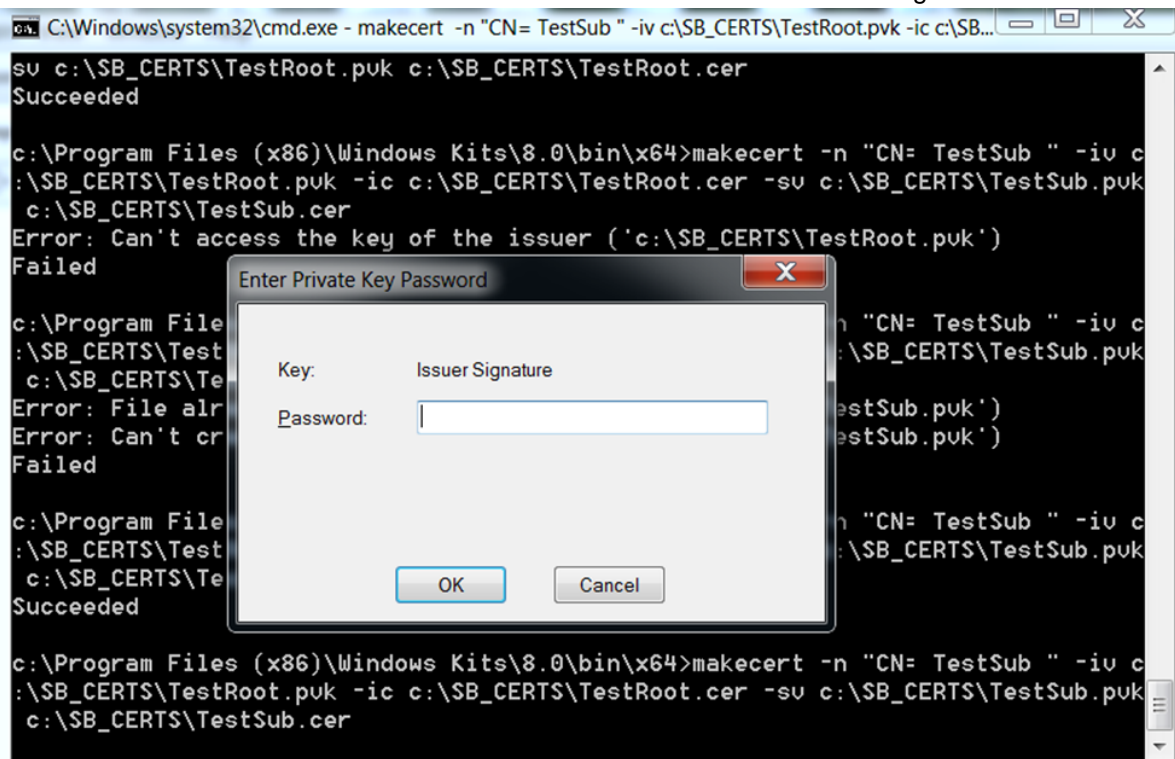 C:\Windows\system32\cmd.exe - makecert -n "CN= TestSub " -iv c:\SB_CERTS\TestRoot.pvk -ic c:\SB...
sv c:\SB_CERTS\TestRoot.pvk c:\SB_CERTS\TestRoot.cer
Succeeded
c:\Program Files (x86)\Windows Kits\8.0\bin\x64>makecert -n "CN= TestSub " -iv c
:\SB_CERTS\TestRoot.pvk -ic c:\SB_CERTS\TestRoot.cer -sv c:\SB_CERTS\TestSub.pvk
c:\SB_CERTS\TestSub.cer
Error: Can't access the key of the issuer ('c:\SB_CERTS\TestRoot.pvk')
Failed
Enter Private Key Password
Key: Issuer Signature
Password:
OK Cancel
c:\Program File n "CN= TestSub " -iv c
:\SB_CERTS\Test :\SB_CERTS\TestSub.pvk
c:\SB_CERTS\Te
Error: File alr estSub.pvk')
Error: Can't cr estSub.pvk')
Failed
c:\Program File n "CN= TestSub " -iv c
:\SB_CERTS\Test :\SB_CERTS\TestSub.pvk
c:\SB_CERTS\Te
Succeeded
c:\Program Files (x86)\Windows Kits\8.0\bin\x64>makecert -n "CN= TestSub " -iv c
:\SB_CERTS\TestRoot.pvk -ic c:\SB_CERTS\TestRoot.cer -sv c:\SB_CERTS\TestSub.pvk
c:\SB_CERTS\TestSub.cer